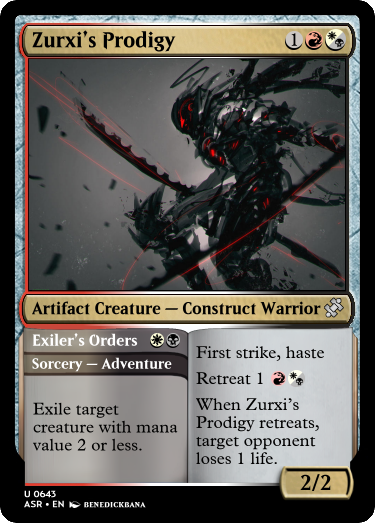 Zurxi's Prodigy 1
Artifact Creature — Construct Warrior
Exiler's Orders
Sorcery — Adventure
Exile target
creature with mana
value 2 or less.
First strike, haste
Retreat 1
When Zurxi's
Prodigy retreats,
target opponent
loses 1 life.
2/2
U 0643
ASR • EN BENEDICKBANA